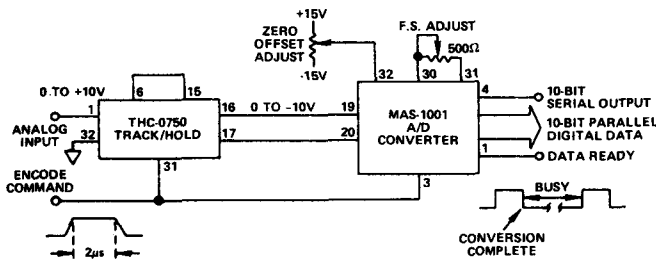 +15V
ZERO
OFFSET
ADJUST
-15V
F.S. ADJUST
500Ω
32
30
31
6
15
0 TO +10V
1
ANALOG
INPUT
32
THC-0750
TRACK/HOLD
16
0 TO -10V
19
17
20
MAS-1001
A/D
CONVERTER
4
10-BIT
SERIAL OUTPUT
10-BIT PARALLEL
DIGITAL DATA
1
DATA READY
31
3
ENCODE
COMMAND
2µs
BUSY
CONVERSION
COMPLETE